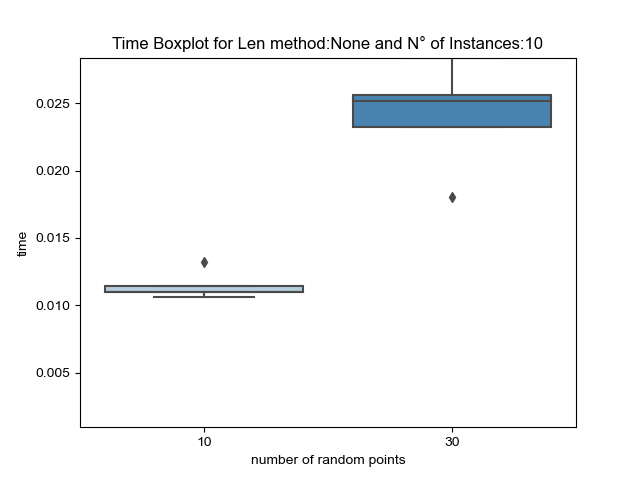 Time Boxplot for Len method:None and N° of Instances:10
0.025
0.020
0.015
0.010
0.005
time
10
30
number of random points